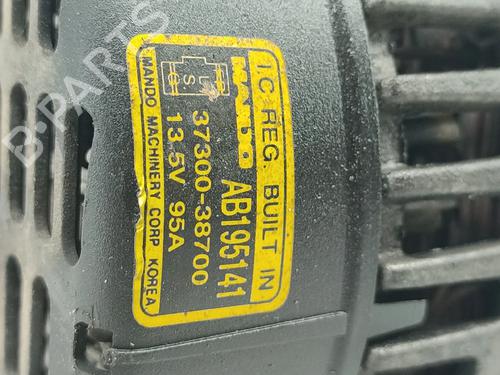 I.C REG. BUILT IN
MANDO AB195141
L S G
37300-38700
13.5V 95A
MANDO MACHINERY CORP KOREA
B-PARTS